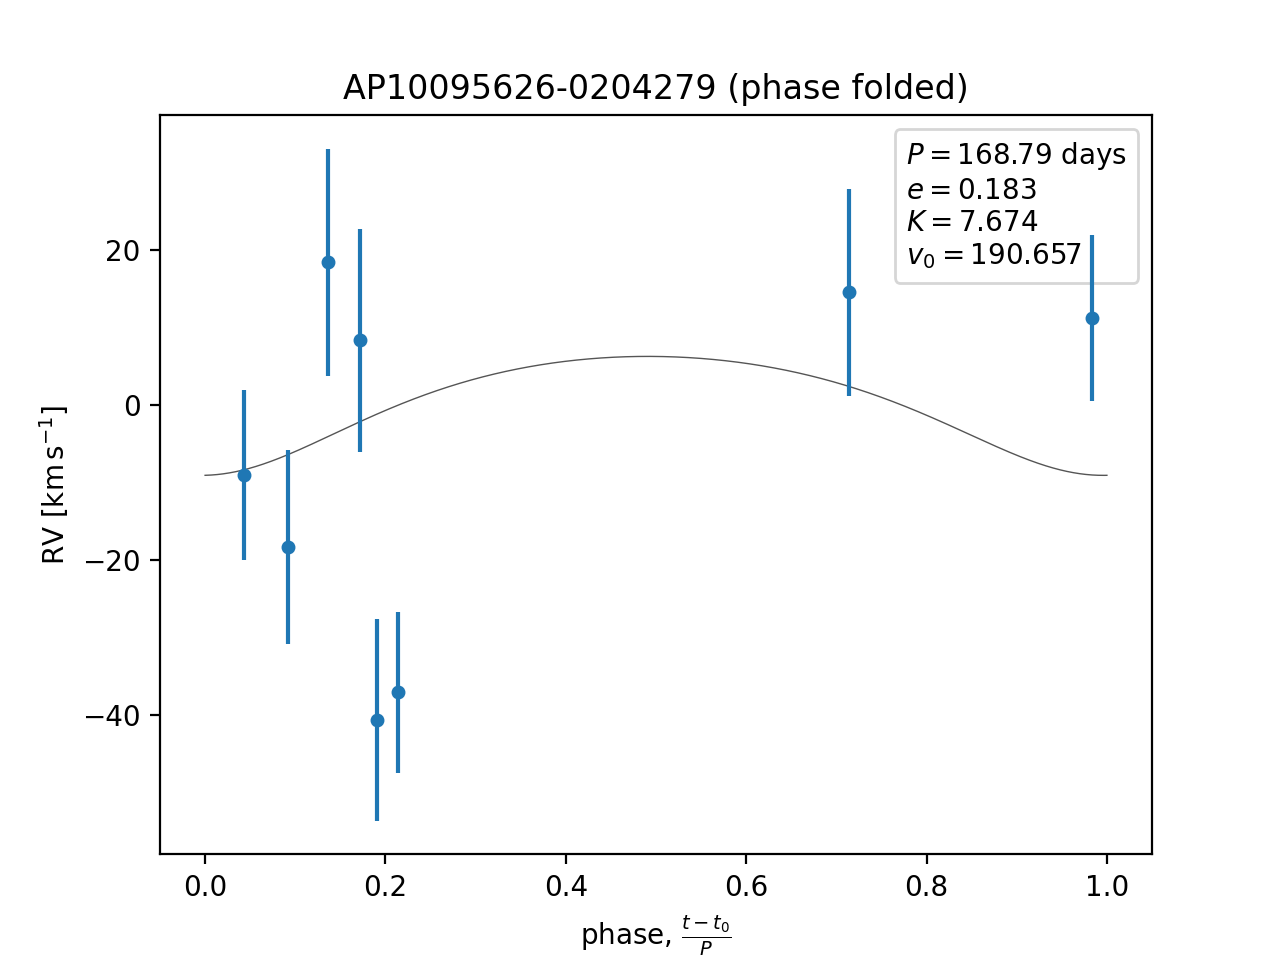 AP10095626-0204279 (phase folded)
P = 168.79 days
e = 0.183
K = 7.674
v₀ = 190.657
20
0
−20
−40
RV [km s⁻¹]
0.0 0.2 0.4 0.6 0.8 1.0
phase, (t − t₀)/P